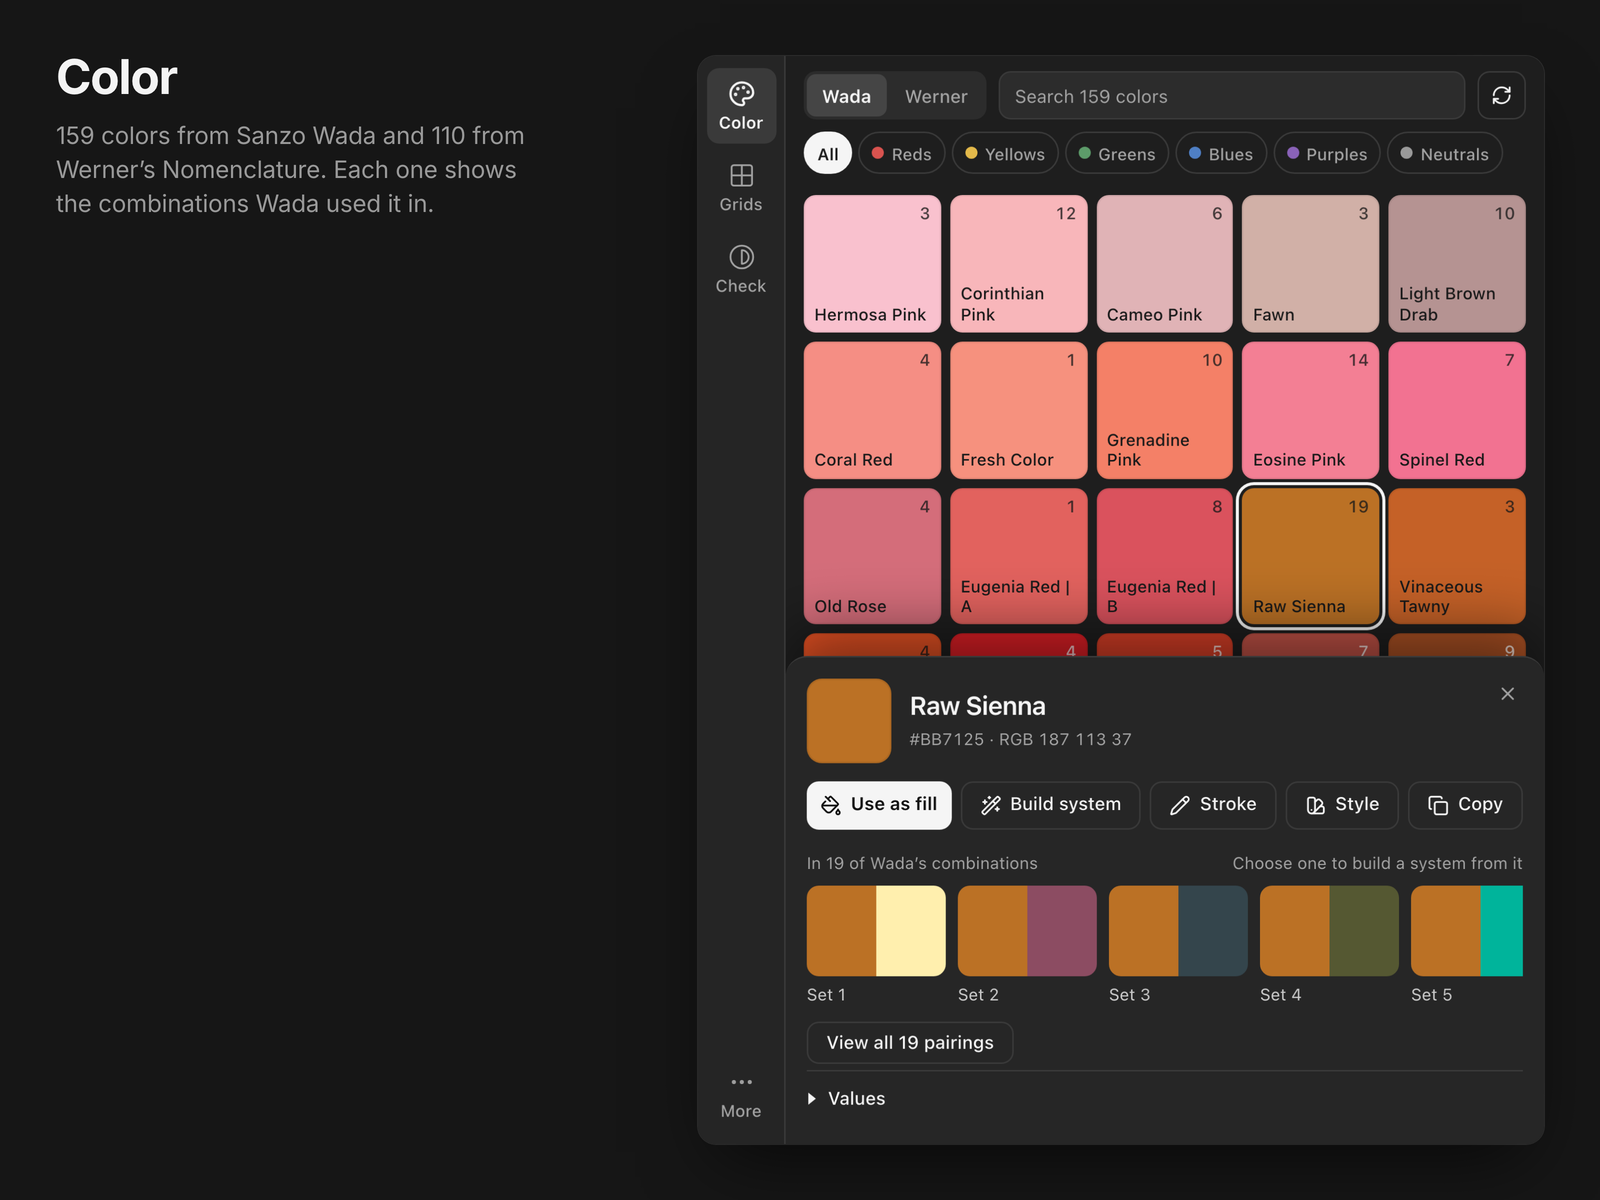 Color
159 colors from Sanzo Wada and 110 from
Werner’s Nomenclature. Each one shows
the combinations Wada used it in.
Color
Grids
Check
More
Wada
Werner
Search 159 colors
All
Reds
Yellows
Greens
Blues
Purples
Neutrals
3
Hermosa Pink
12
Corinthian
Pink
6
Cameo Pink
3
Fawn
10
Light Brown
Drab
4
Coral Red
1
Fresh Color
10
Grenadine
Pink
14
Eosine Pink
7
Spinel Red
4
Old Rose
1
Eugenia Red |
A
8
Eugenia Red |
B
19
Raw Sienna
3
Vinaceous
Tawny
4
4
5
7
9
Raw Sienna
#BB7125 · RGB 187 113 37
Use as fill
Build system
Stroke
Style
Copy
In 19 of Wada’s combinations
Choose one to build a system from it
Set 1
Set 2
Set 3
Set 4
Set 5
View all 19 pairings
Values